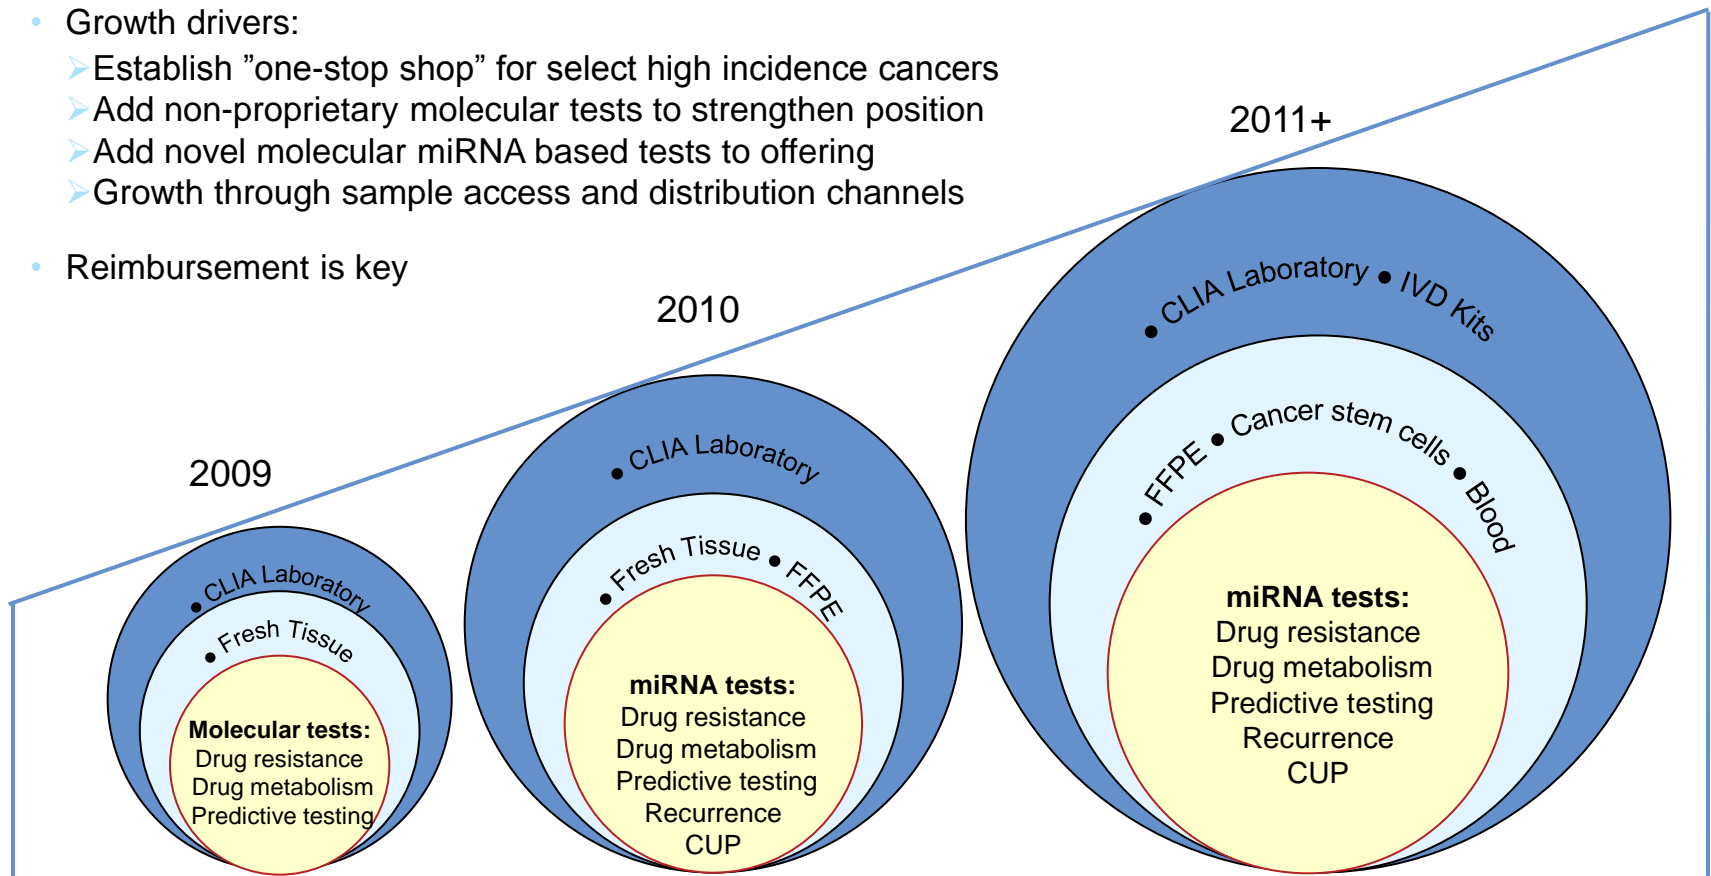 • Growth drivers:
➢Establish ”one-stop shop” for select high incidence cancers
➢Add non-proprietary molecular tests to strengthen position
➢Add novel molecular miRNA based tests to offering
➢Growth through sample access and distribution channels
• Reimbursement is key
2009
• CLIA Laboratory
• Fresh Tissue
Molecular tests:
Drug resistance
Drug metabolism
Predictive testing
2010
• CLIA Laboratory
• Fresh Tissue • FFPE
miRNA tests:
Drug resistance
Drug metabolism
Predictive testing
Recurrence
CUP
2011+
• CLIA Laboratory • IVD Kits
• FFPE • Cancer stem cells • Blood
miRNA tests:
Drug resistance
Drug metabolism
Predictive testing
Recurrence
CUP